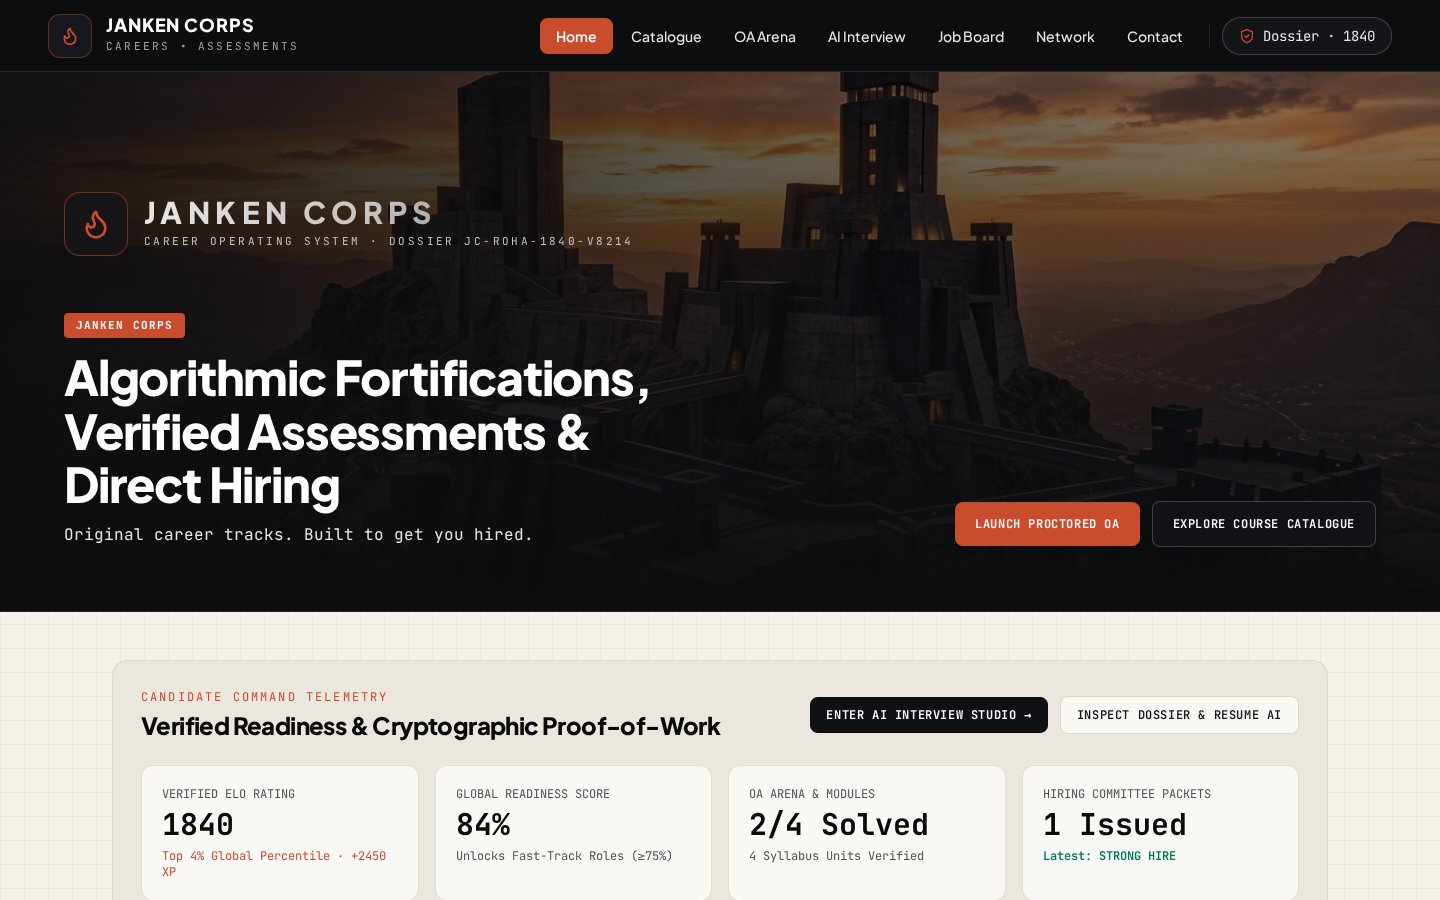 JANKEN CORPS
CAREERS • ASSESSMENTS
Home
Catalogue
OA Arena
AI Interview
Job Board
Network
Contact
Dossier · 1840
JANKEN CORPS
CAREER OPERATING SYSTEM · DOSSIER JC-ROHA-1840-V8214
JANKEN CORPS
Algorithmic Fortifications,
Verified Assessments &
Direct Hiring
Original career tracks. Built to get you hired.
LAUNCH PROCTORED OA
EXPLORE COURSE CATALOGUE
CANDIDATE COMMAND TELEMETRY
Verified Readiness & Cryptographic Proof-of-Work
ENTER AI INTERVIEW STUDIO →
INSPECT DOSSIER & RESUME AI
VERIFIED ELO RATING
1840
Top 4% Global Percentile · +2450
XP
GLOBAL READINESS SCORE
84%
Unlocks Fast-Track Roles (≥75%)
OA ARENA & MODULES
2/4 Solved
4 Syllabus Units Verified
HIRING COMMITTEE PACKETS
1 Issued
Latest: STRONG HIRE